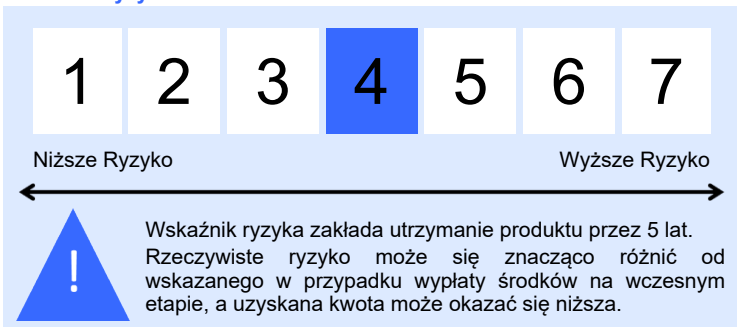 1 2 3 4 5 6 7
Niższe Ryzyko Wyższe Ryzyko
Wskaźnik ryzyka zakłada utrzymanie produktu przez 5 lat.
Rzeczywiste ryzyko może się znacząco różnić od
wskazanego w przypadku wypłaty środków na wczesnym
etapie, a uzyskana kwota może okazać się niższa.
!